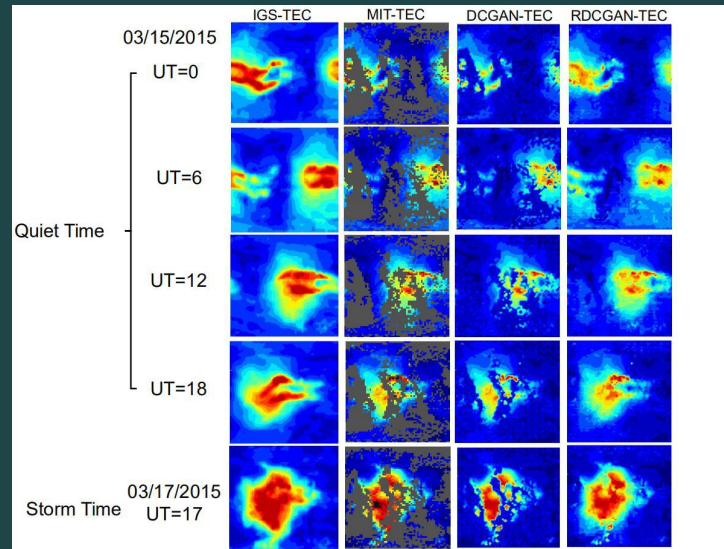 IGS-TEC MIT-TEC DCGAN-TEC RDCGAN-TEC
03/15/2015
UT=0
UT=6
Quiet Time
UT=12
UT=18
03/17/2015
Storm Time
UT=17